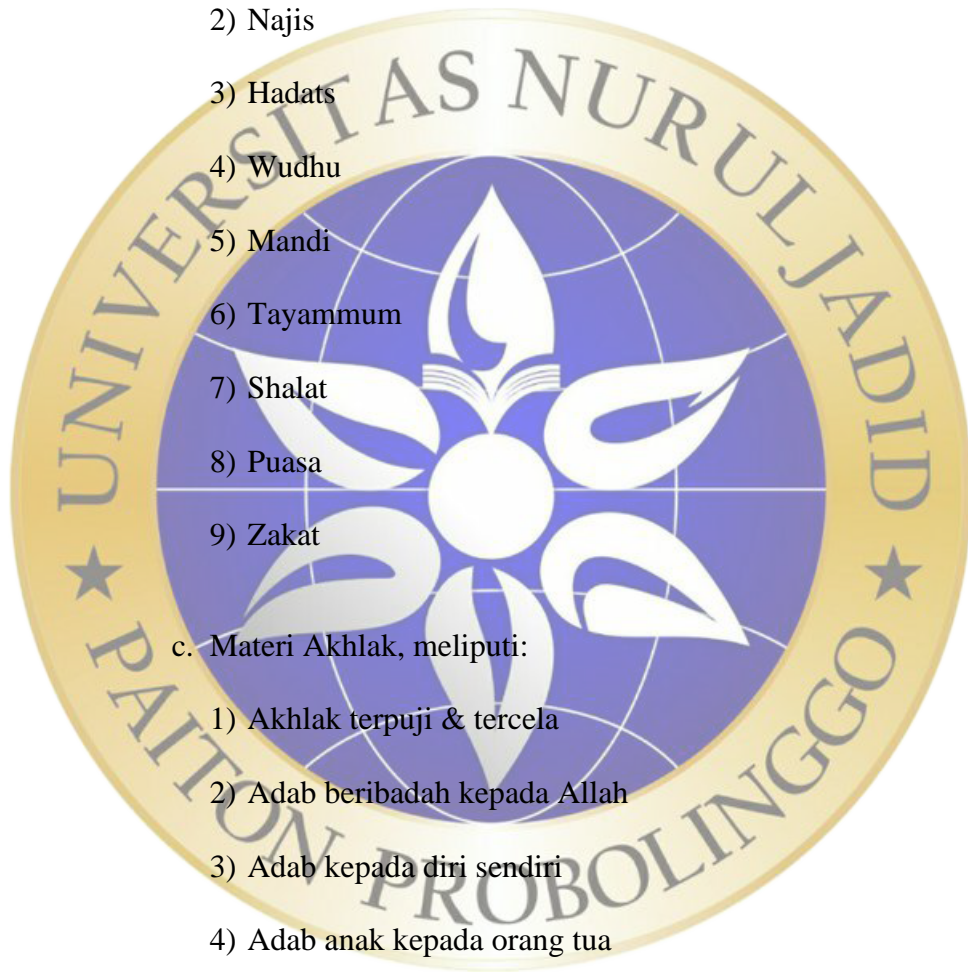 2) Najis
3) Hadats
4) Wudhu
5) Mandi
6) Tayammum
7) Shalat
8) Puasa
9) Zakat
c. Materi Akhlak, meliputi:
1) Akhlak terpuji & tercela
2) Adab beribadah kepada Allah
3) Adab kepada diri sendiri
4) Adab anak kepada orang tua
UNIVERSITAS NURUL JADID
PAITON PROBOLINGGO